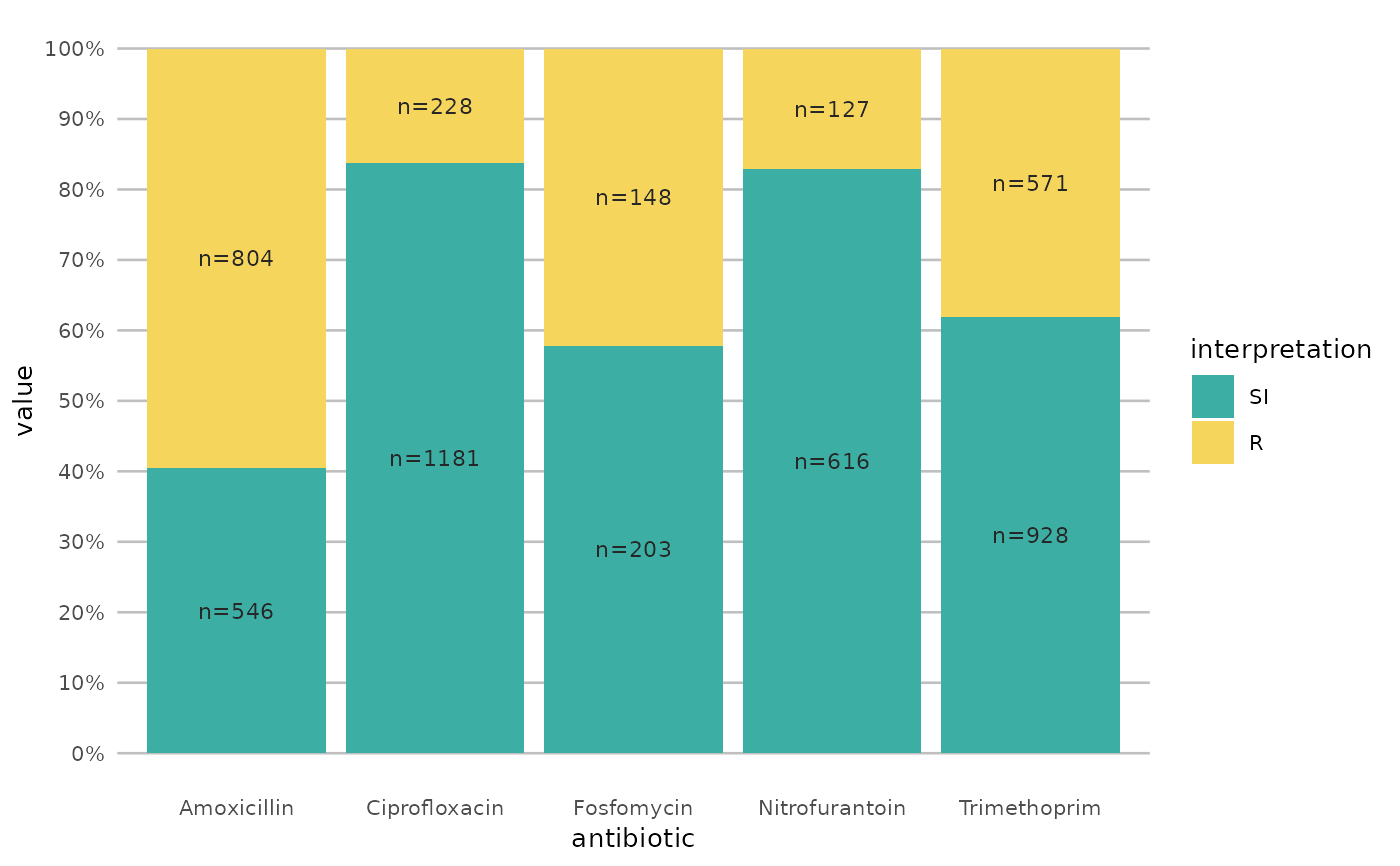 100%
90%
80%
70%
60%
50%
40%
30%
20%
10%
0%
value
n=804
n=546
n=228
n=1181
n=148
n=203
n=127
n=616
n=571
n=928
Amoxicillin
Ciprofloxacin
Fosfomycin
Nitrofurantoin
Trimethoprim
antibiotic
interpretation
SI
R